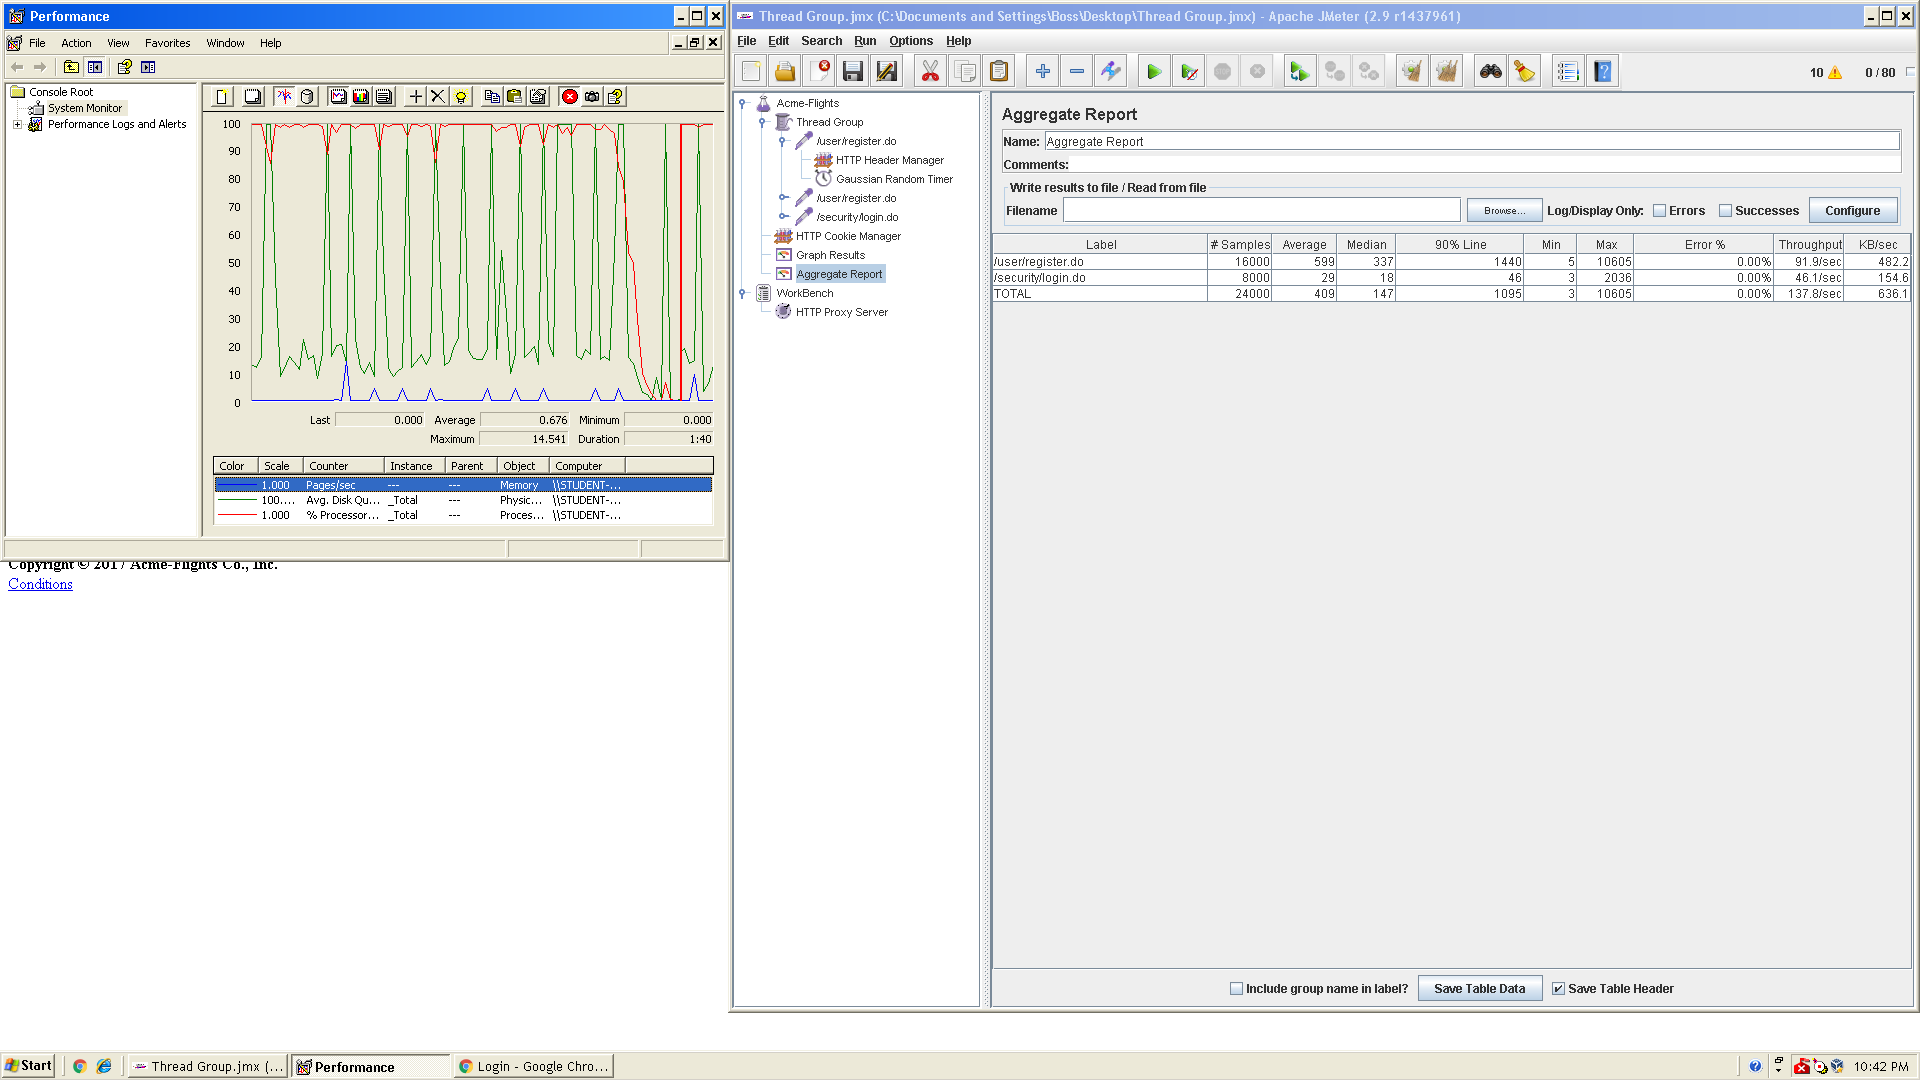 Performance
File Action View Favorites Window Help
Console Root
System Monitor
Performance Logs and Alerts
100
90
80
70
60
50
40
30
20
10
0
Last 0.000 Average 0.676 Minimum 0.000
Maximum 14.541 Duration 1:40
Color Scale Counter Instance Parent Object Computer
1.000 Pages/sec --- --- Memory \\STUDENT-...
100.... Avg. Disk Qu... _Total --- Physic... \\STUDENT-...
1.000 % Processor... _Total --- Proces... \\STUDENT-...
Copyright © 2017 Acme-Flights Co., Inc.
Conditions
Thread Group.jmx (C:\Documents and Settings\Boss\Desktop\Thread Group.jmx) - Apache JMeter (2.9 r1437961)
File Edit Search Run Options Help
10 0 / 80
Acme-Flights
Thread Group
/user/register.do
HTTP Header Manager
Gaussian Random Timer
/user/register.do
/security/login.do
HTTP Cookie Manager
Graph Results
Aggregate Report
WorkBench
HTTP Proxy Server
Aggregate Report
Name: Aggregate Report
Comments:
Write results to file / Read from file
Filename Browse... Log/Display Only: Errors Successes Configure
Label # Samples Average Median 90% Line Min Max Error % Throughput KB/sec
/user/register.do 16000 599 337 1440 5 10605 0.00% 91.9/sec 482.2
/security/login.do 8000 29 18 46 3 2036 0.00% 46.1/sec 154.6
TOTAL 24000 409 147 1095 3 10605 0.00% 137.8/sec 636.1
Include group name in label? Save Table Data Save Table Header
Start Thread Group.jmx (... Performance Login - Google Chro... 10:42 PM